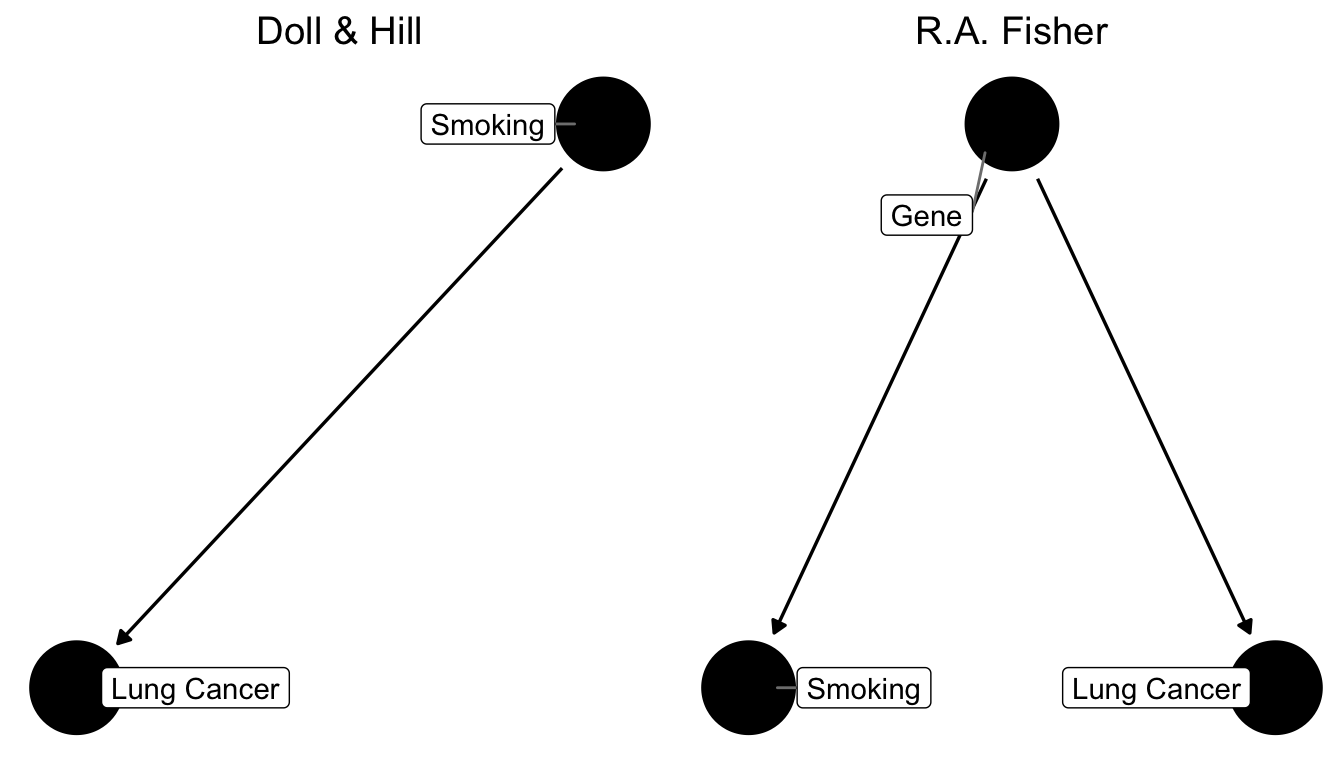 Doll & Hill
Smoking
Lung Cancer
R.A. Fisher
Gene
Smoking
Lung Cancer